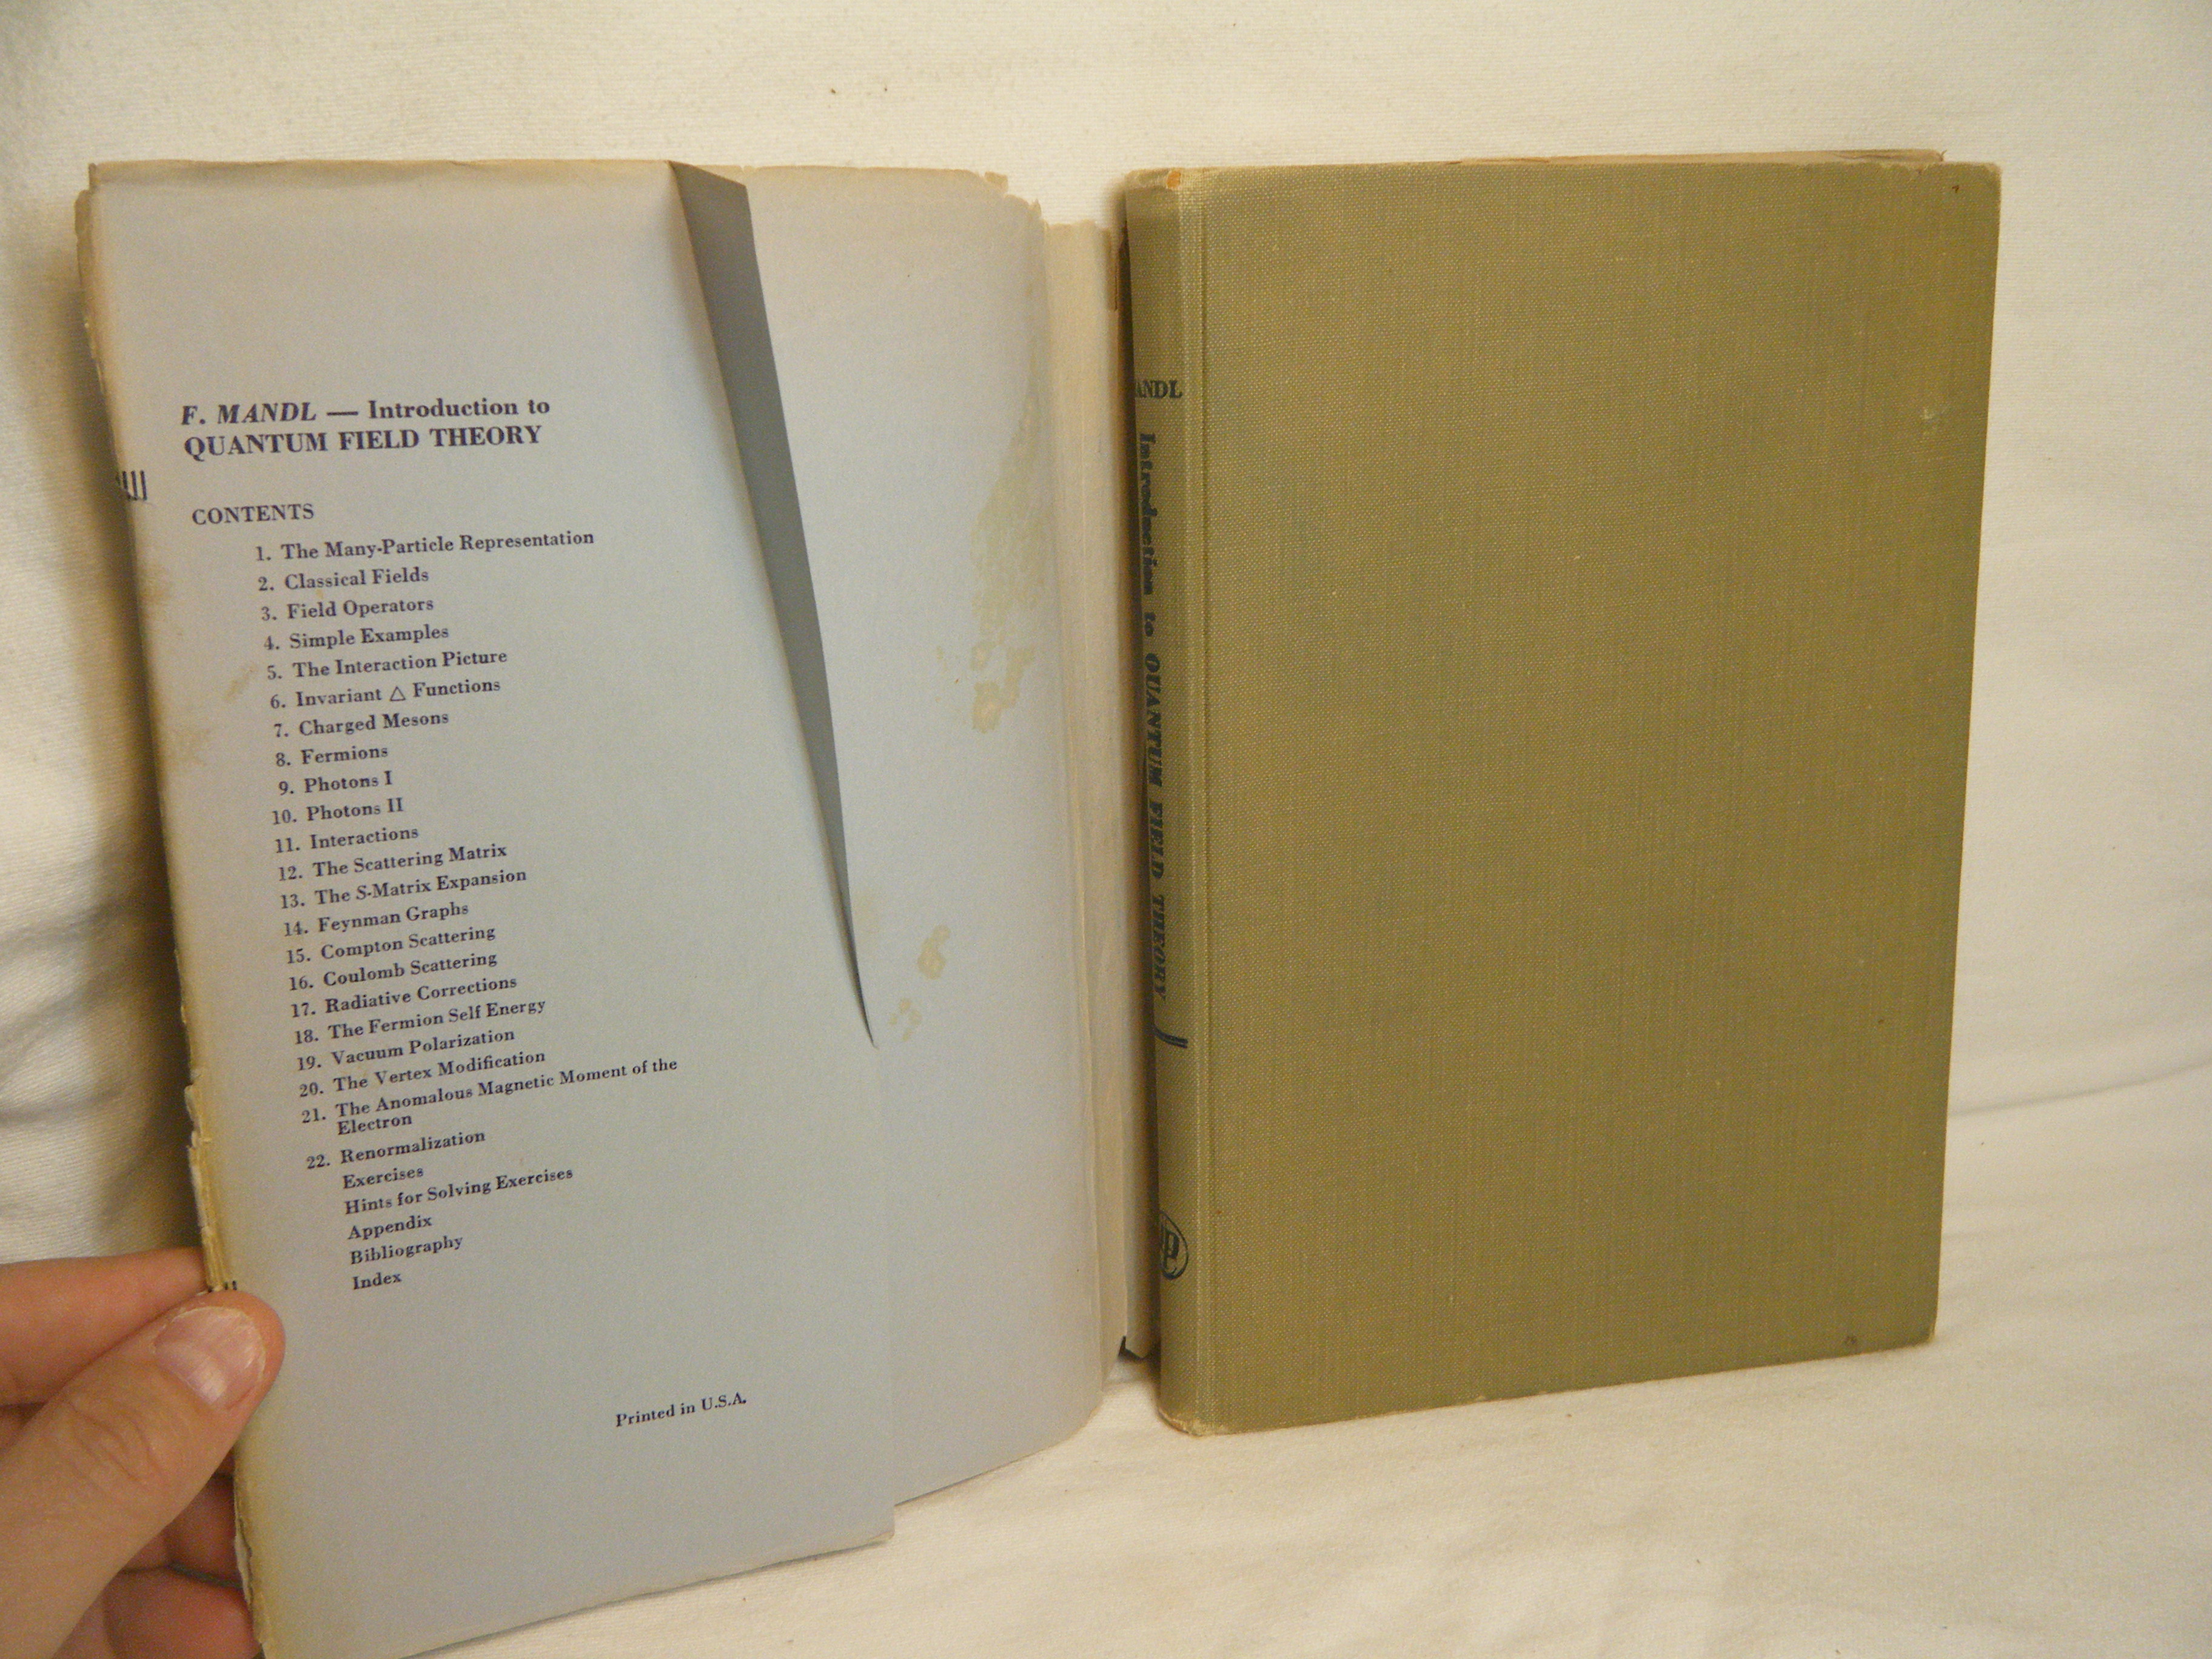 F. MANDL — Introduction to
QUANTUM FIELD THEORY
CONTENTS
1. The Many-Particle Representation
2. Classical Fields
3. Field Operators
4. Simple Examples
5. The Interaction Picture
6. Invariant △ Functions
7. Charged Mesons
8. Fermions
9. Photons I
10. Photons II
11. Interactions
12. The Scattering Matrix
13. The S-Matrix Expansion
14. Feynman Graphs
15. Compton Scattering
16. Coulomb Scattering
17. Radiative Corrections
18. The Fermion Self Energy
19. Vacuum Polarization
20. The Vertex Modification
21. The Anomalous Magnetic Moment of the
Electron
22. Renormalization
Exercises
Hints for Solving Exercises
Appendix
Bibliography
Index
Printed in U.S.A.
ANDL
Introduction to QUANTUM FIELD THEORY